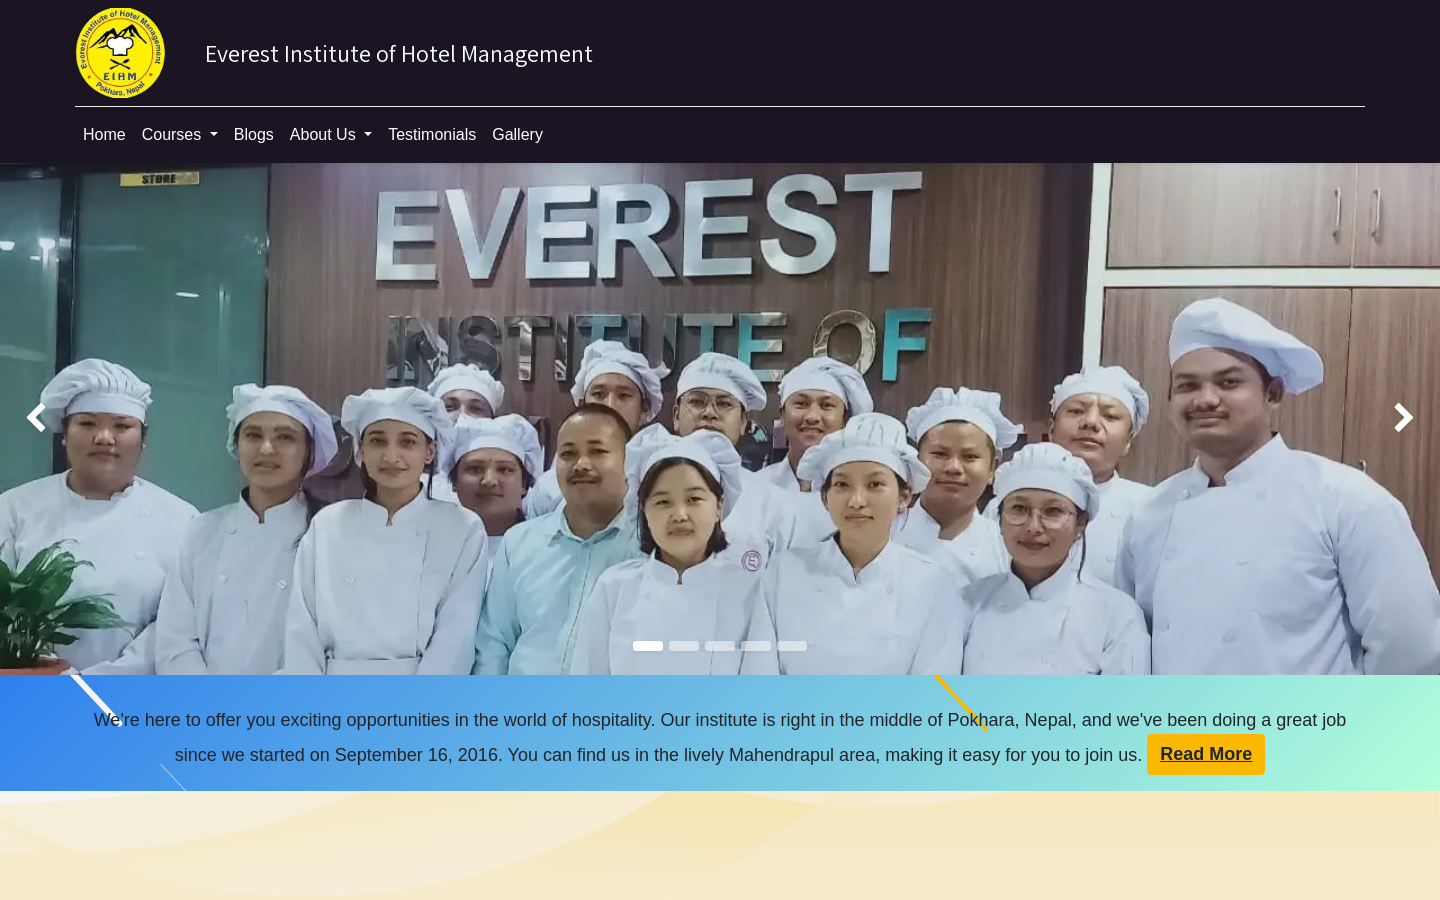 Everest Institute of Hotel Management
EIHM
Pokhara, Nepal
Everest Institute of Hotel Management
Home Courses Blogs About Us Testimonials Gallery
STORE
EVEREST
INSTITUTE OF
We're here to offer you exciting opportunities in the world of hospitality. Our institute is right in the middle of Pokhara, Nepal, and we've been doing a great job
since we started on September 16, 2016. You can find us in the lively Mahendrapul area, making it easy for you to join us. Read More